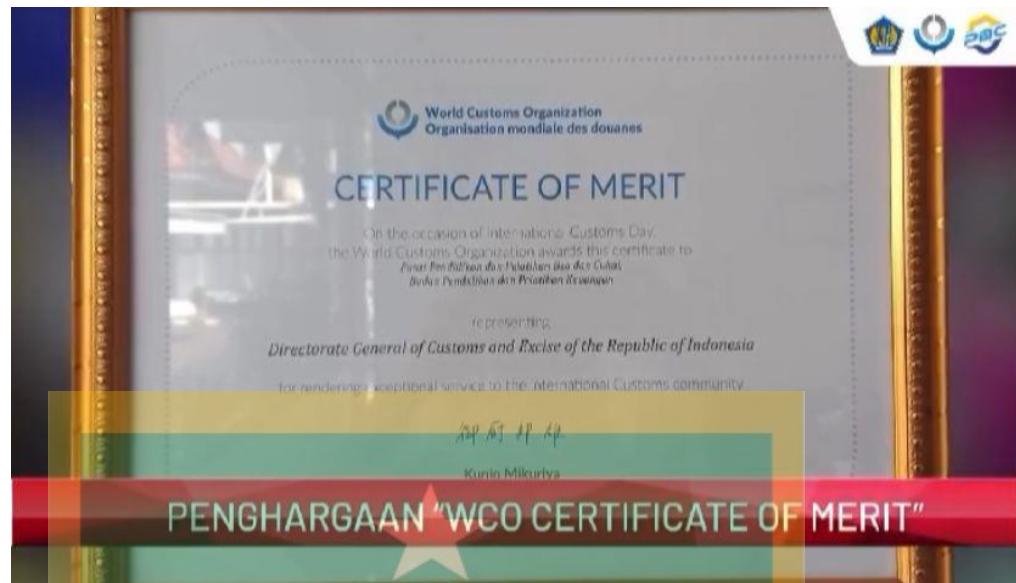 World Customs Organization
Organisation mondiale des douanes
CERTIFICATE OF MERIT
On the occasion of International Customs Day,
the World Customs Organization awards this certificate to
Pusat Pendidikan dan Pelatihan Bea dan Cukai,
Badan Pendidikan dan Pelatihan Keuangan
representing
Directorate General of Customs and Excise of the Republic of Indonesia
for rendering exceptional service to the International Customs community
Kunio Mikuriya
PENGHARGAAN "WCO CERTIFICATE OF MERIT"